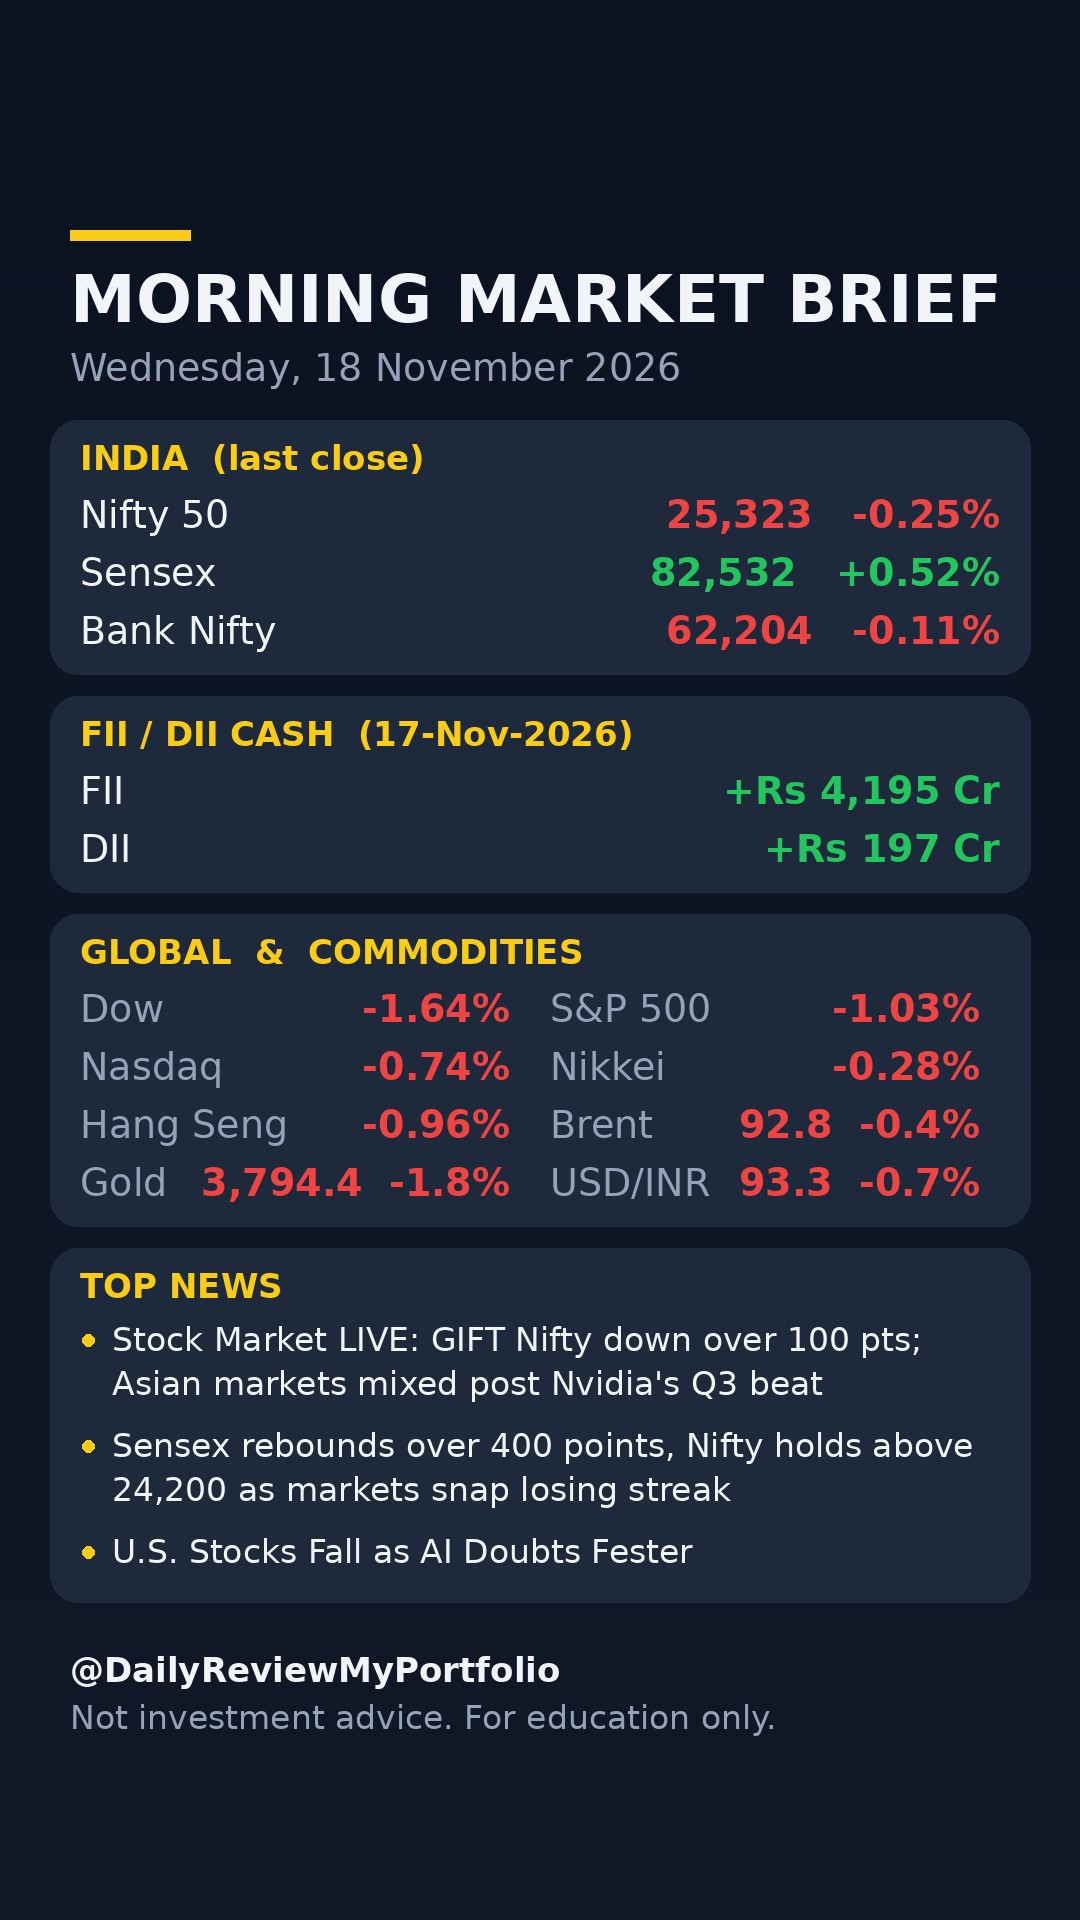 MORNING MARKET BRIEF
Wednesday, 18 November 2026
INDIA (last close)
Nifty 50 25,323 -0.25%
Sensex 82,532 +0.52%
Bank Nifty 62,204 -0.11%
FII / DII CASH (17-Nov-2026)
FII +Rs 4,195 Cr
DII +Rs 197 Cr
GLOBAL & COMMODITIES
Dow -1.64% S&P 500 -1.03%
Nasdaq -0.74% Nikkei -0.28%
Hang Seng -0.96% Brent 92.8 -0.4%
Gold 3,794.4 -1.8% USD/INR 93.3 -0.7%
TOP NEWS
• Stock Market LIVE: GIFT Nifty down over 100 pts;
Asian markets mixed post Nvidia's Q3 beat
• Sensex rebounds over 400 points, Nifty holds above
24,200 as markets snap losing streak
• U.S. Stocks Fall as AI Doubts Fester
@DailyReviewMyPortfolio
Not investment advice. For education only.